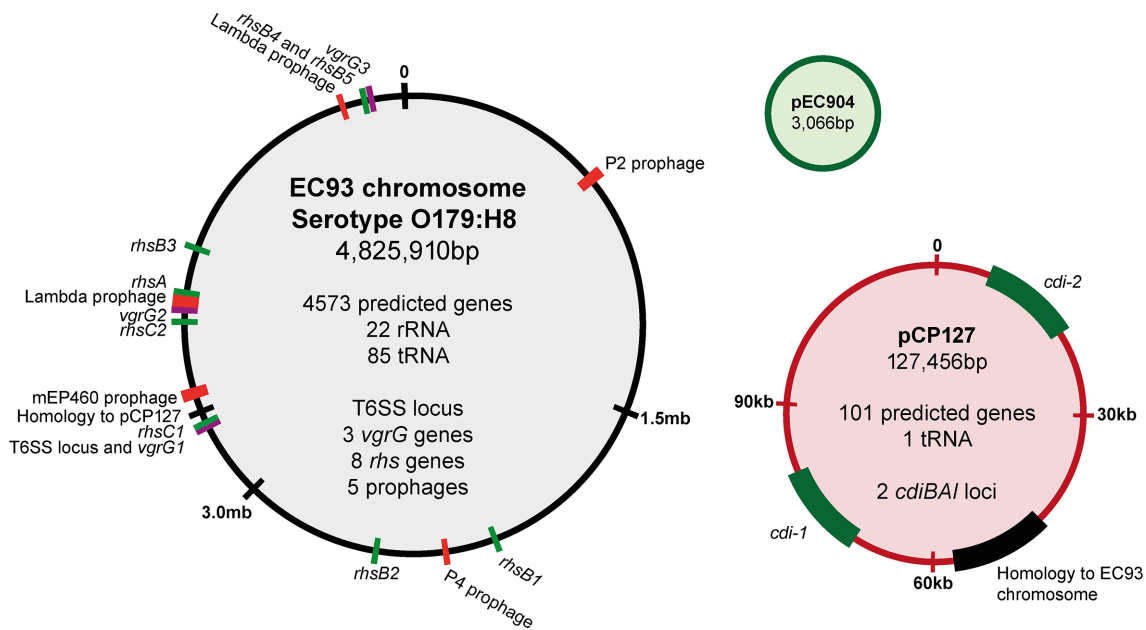 0
vgrG3
rhsB4 and rhsB5
Lambda prophage
P2 prophage
rhsB3
rhsA
Lambda prophage
vgrG2
rhsC2
mEP460 prophage
Homology to pCP127
rhsC1
T6SS locus and vgrG1
3.0mb
rhsB2
P4 prophage
rhsB1
1.5mb
EC93 chromosome
Serotype O179:H8
4,825,910bp
4573 predicted genes
22 rRNA
85 tRNA
T6SS locus
3 vgrG genes
8 rhs genes
5 prophages
pEC904
3,066bp
0
cdi-2
pCP127
127,456bp
90kb
30kb
101 predicted genes
1 tRNA
2 cdiBAI loci
cdi-1
60kb
Homology to EC93
chromosome